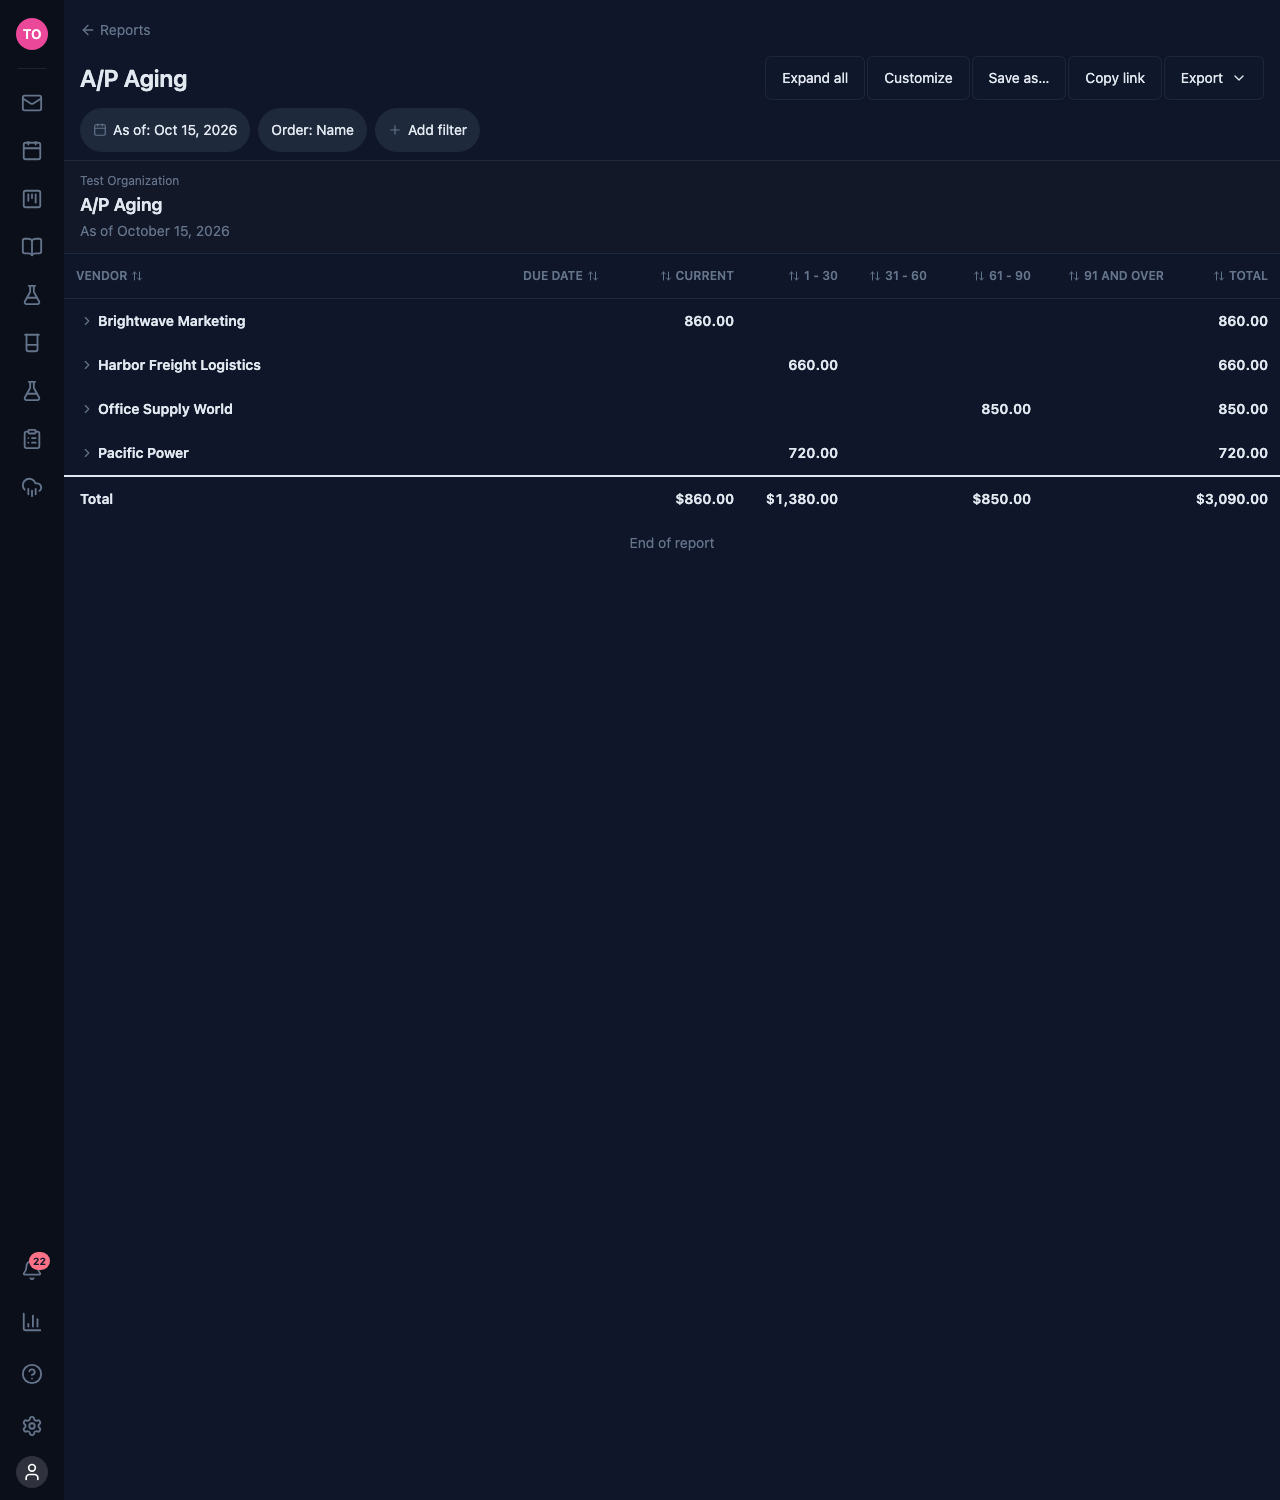 TO
Reports
A/P Aging
Expand all
Customize
Save as...
Copy link
Export
As of: Oct 15, 2026
Order: Name
Add filter
Test Organization
A/P Aging
As of October 15, 2026
VENDOR DUE DATE CURRENT 1 - 30 31 - 60 61 - 90 91 AND OVER TOTAL
Brightwave Marketing 860.00 860.00
Harbor Freight Logistics 660.00 660.00
Office Supply World 850.00 850.00
Pacific Power 720.00 720.00
Total $860.00 $1,380.00 $850.00 $3,090.00
End of report
22